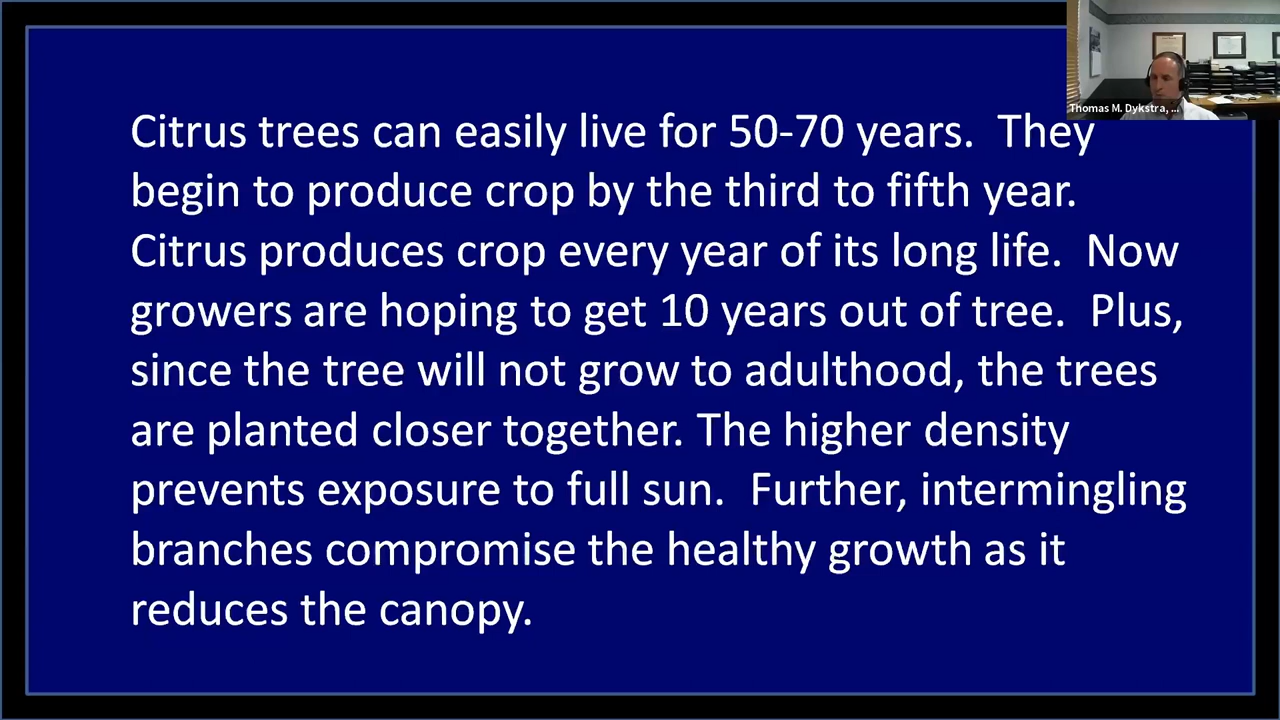 Thomas M. Dykstra, ...
Citrus trees can easily live for 50-70 years. They
begin to produce crop by the third to fifth year.
Citrus produces crop every year of its long life. Now
growers are hoping to get 10 years out of tree. Plus,
since the tree will not grow to adulthood, the trees
are planted closer together. The higher density
prevents exposure to full sun. Further, intermingling
branches compromise the healthy growth as it
reduces the canopy.